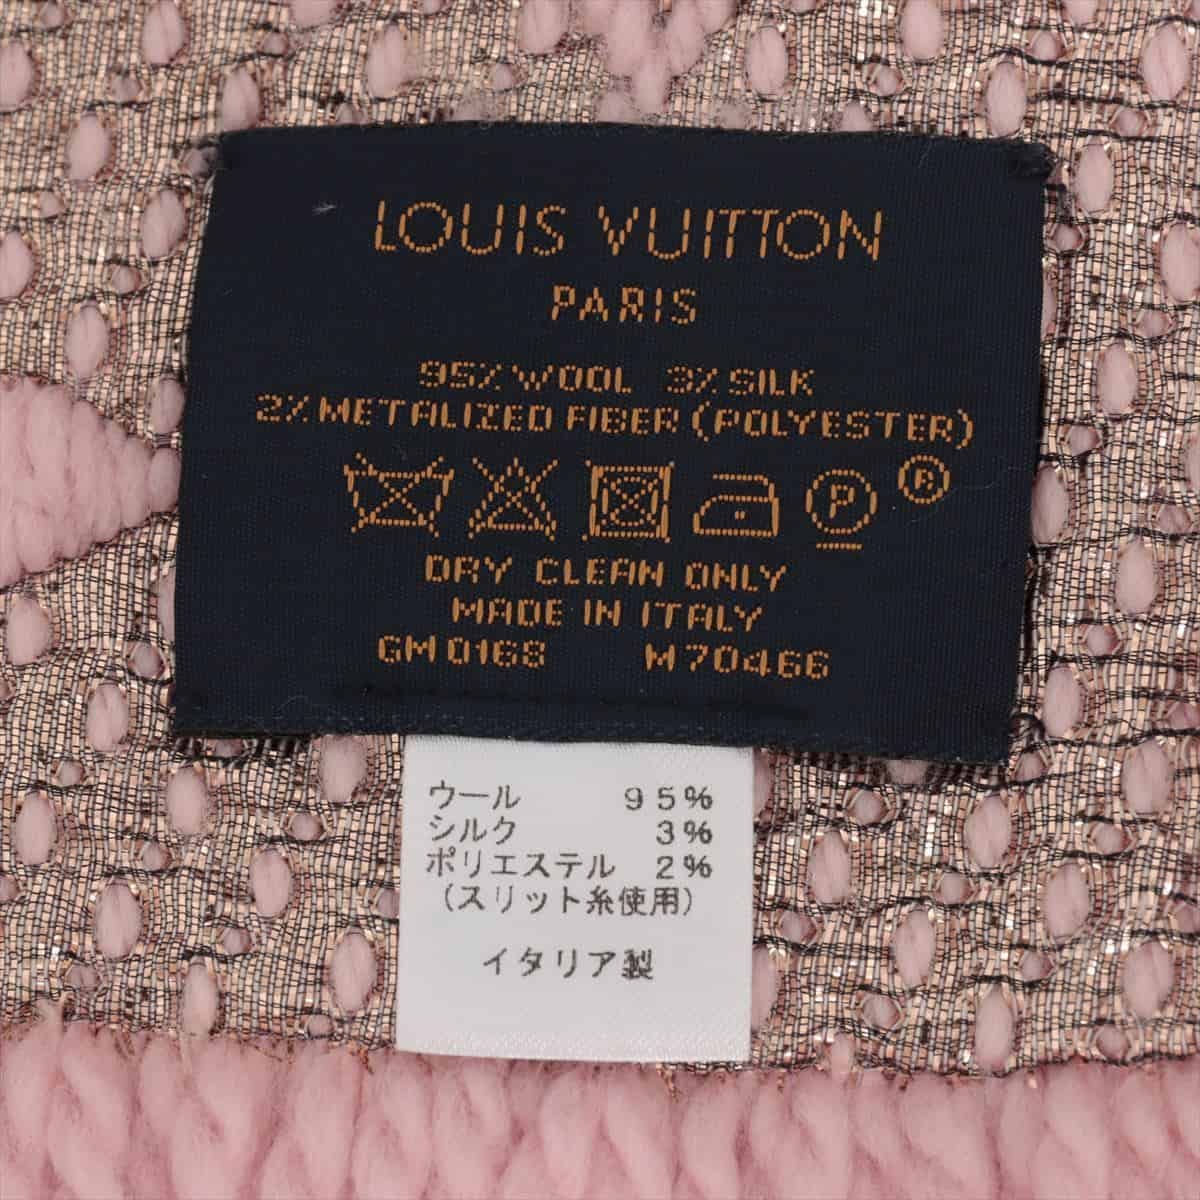 LOUIS VUITTON
PARIS
95% WOOL 3% SILK
2% METALIZED FIBER (POLYESTER)
P ®
DRY CLEAN ONLY
MADE IN ITALY
GM0168 M70466
ウール 95%
シルク 3%
ポリエステル 2%
(スリット糸使用)
イタリア製